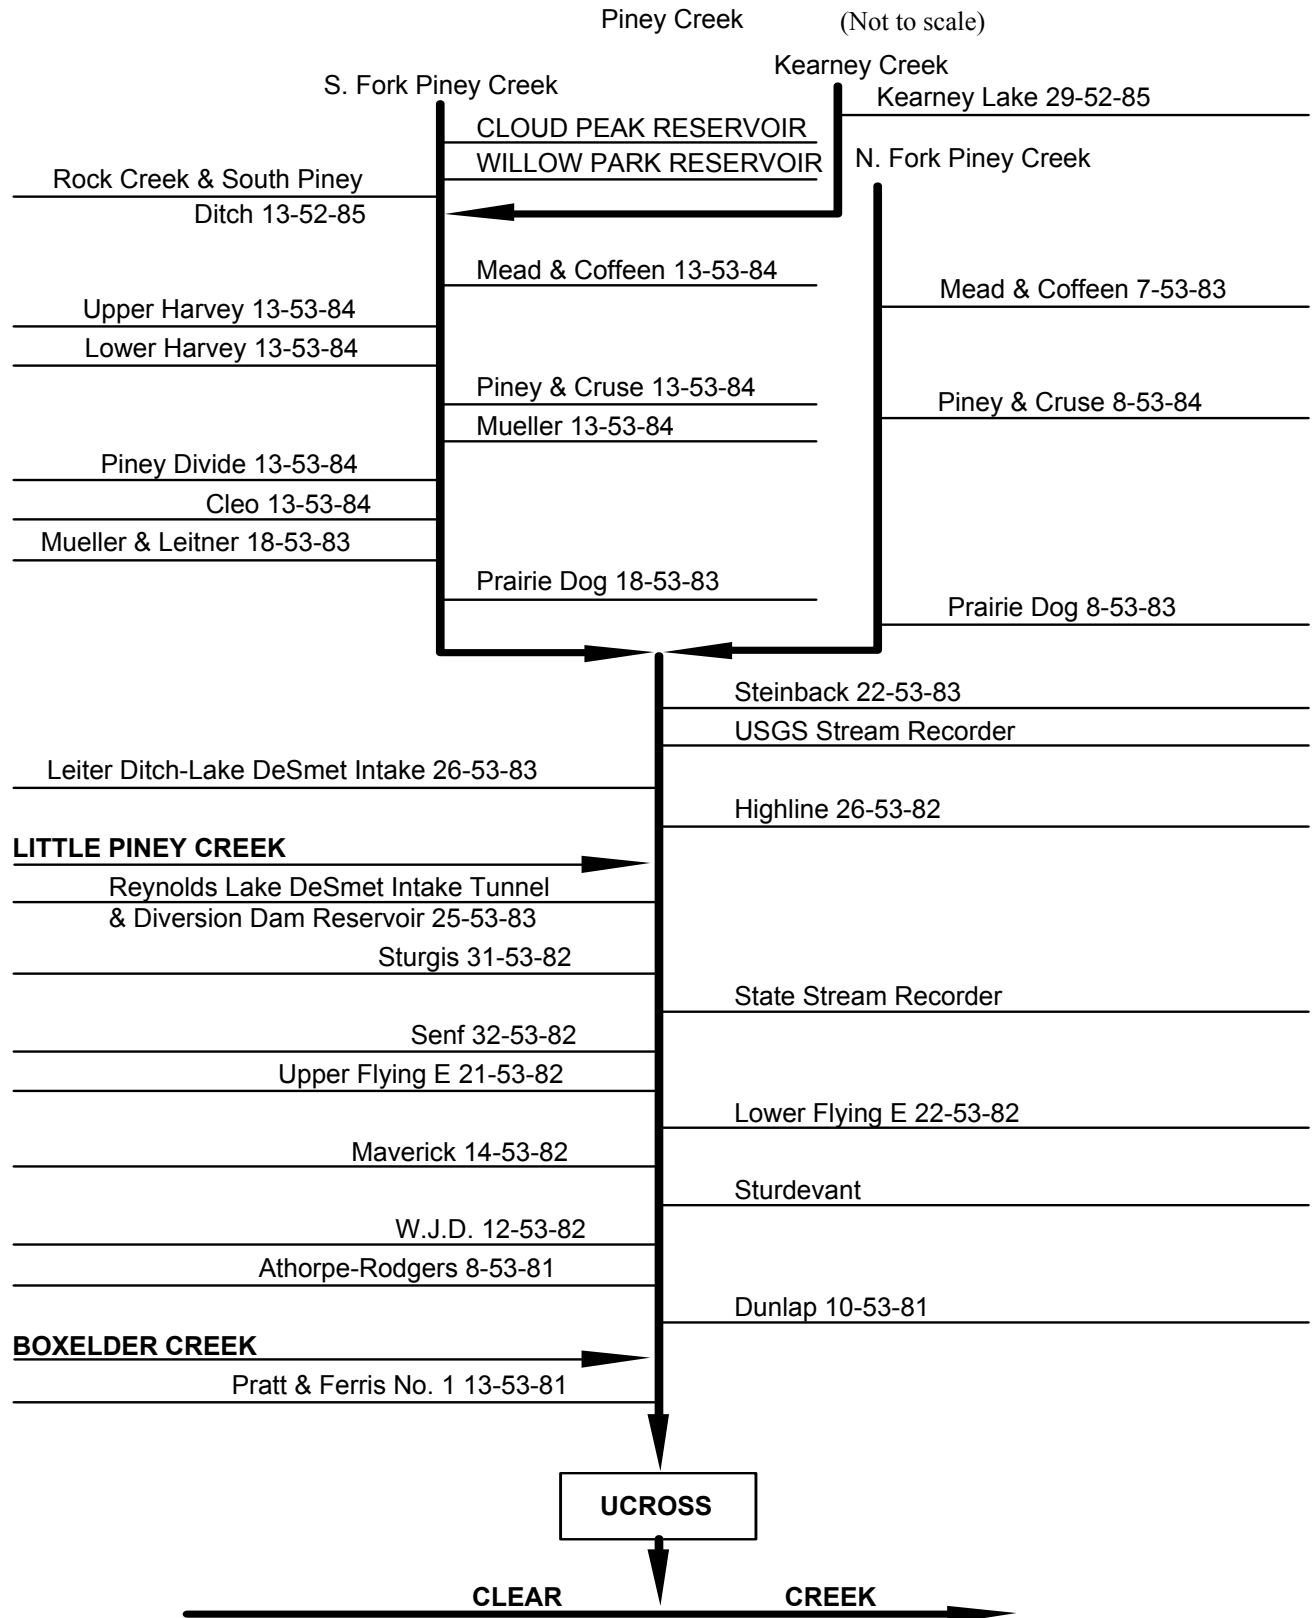 Piney Creek (Not to scale)
Kearney Creek
S. Fork Piney Creek
Kearney Lake 29-52-85
CLOUD PEAK RESERVOIR
WILLOW PARK RESERVOIR
N. Fork Piney Creek
Rock Creek & South Piney
Ditch 13-52-85
Mead & Coffeen 13-53-84
Mead & Coffeen 7-53-83
Upper Harvey 13-53-84
Lower Harvey 13-53-84
Piney & Cruse 13-53-84
Piney & Cruse 8-53-84
Mueller 13-53-84
Piney Divide 13-53-84
Cleo 13-53-84
Mueller & Leitner 18-53-83
Prairie Dog 18-53-83
Prairie Dog 8-53-83
Steinback 22-53-83
USGS Stream Recorder
Leiter Ditch-Lake DeSmet Intake 26-53-83
Highline 26-53-82
LITTLE PINEY CREEK
Reynolds Lake DeSmet Intake Tunnel
& Diversion Dam Reservoir 25-53-83
Sturgis 31-53-82
State Stream Recorder
Senf 32-53-82
Upper Flying E 21-53-82
Lower Flying E 22-53-82
Maverick 14-53-82
Sturdevant
W.J.D. 12-53-82
Athorpe-Rodgers 8-53-81
Dunlap 10-53-81
BOXELDER CREEK
Pratt & Ferris No. 1 13-53-81
UCROSS
CLEAR CREEK